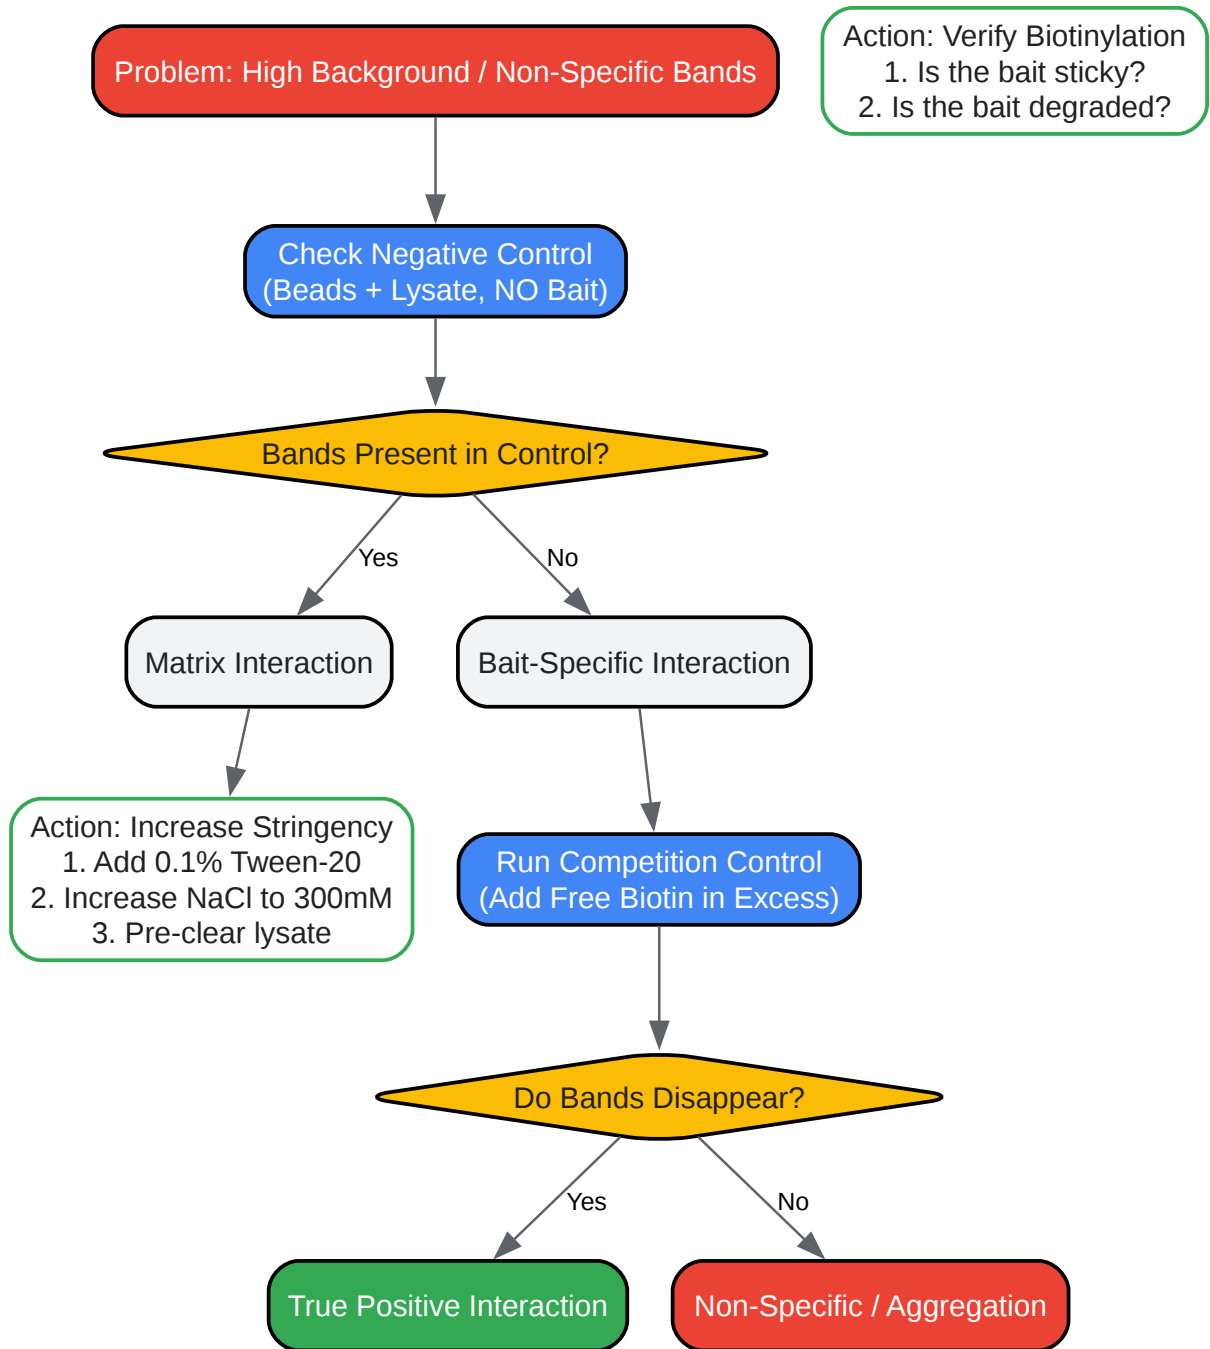 Problem: High Background / Non-Specific Bands
Action: Verify Biotinylation
1. Is the bait sticky?
2. Is the bait degraded?
Check Negative Control
(Beads + Lysate, NO Bait)
Bands Present in Control?
Yes
No
Matrix Interaction
Bait-Specific Interaction
Action: Increase Stringency
1. Add 0.1% Tween-20
2. Increase NaCl to 300mM
3. Pre-clear lysate
Run Competition Control
(Add Free Biotin in Excess)
Do Bands Disappear?
Yes
No
True Positive Interaction
Non-Specific / Aggregation